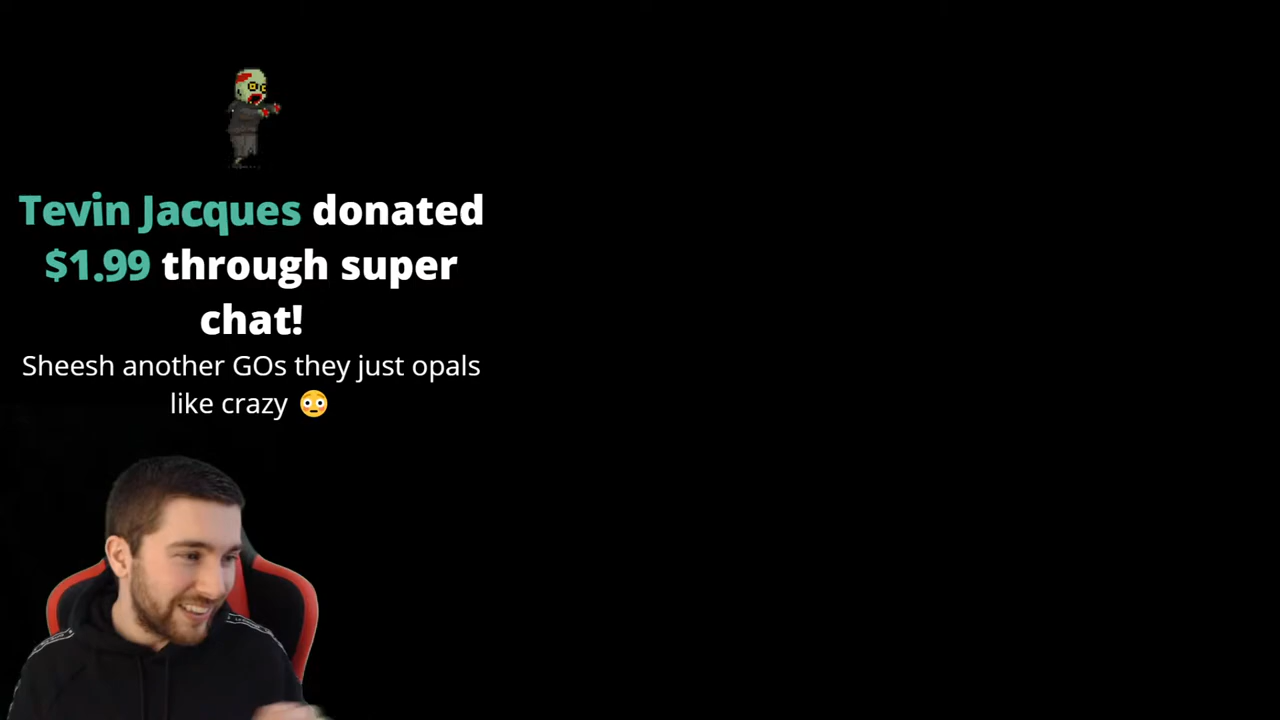 Tevin Jacques donated
$1.99 through super
chat!
Sheesh another GOs they just opals
like crazy 😳